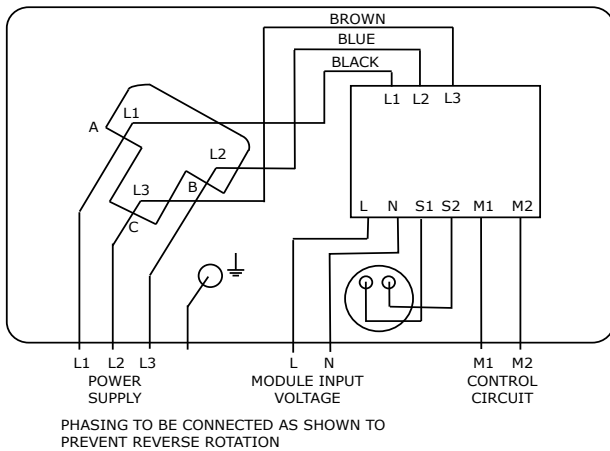 BROWN
BLUE
BLACK
L1 L2 L3
L1
A
L2
B
L3
C
L N S1 S2 M1 M2
L1 L2 L3 L N M1 M2
POWER
SUPPLY
MODULE INPUT
VOLTAGE
CONTROL
CIRCUIT
PHASING TO BE CONNECTED AS SHOWN TO
PREVENT REVERSE ROTATION